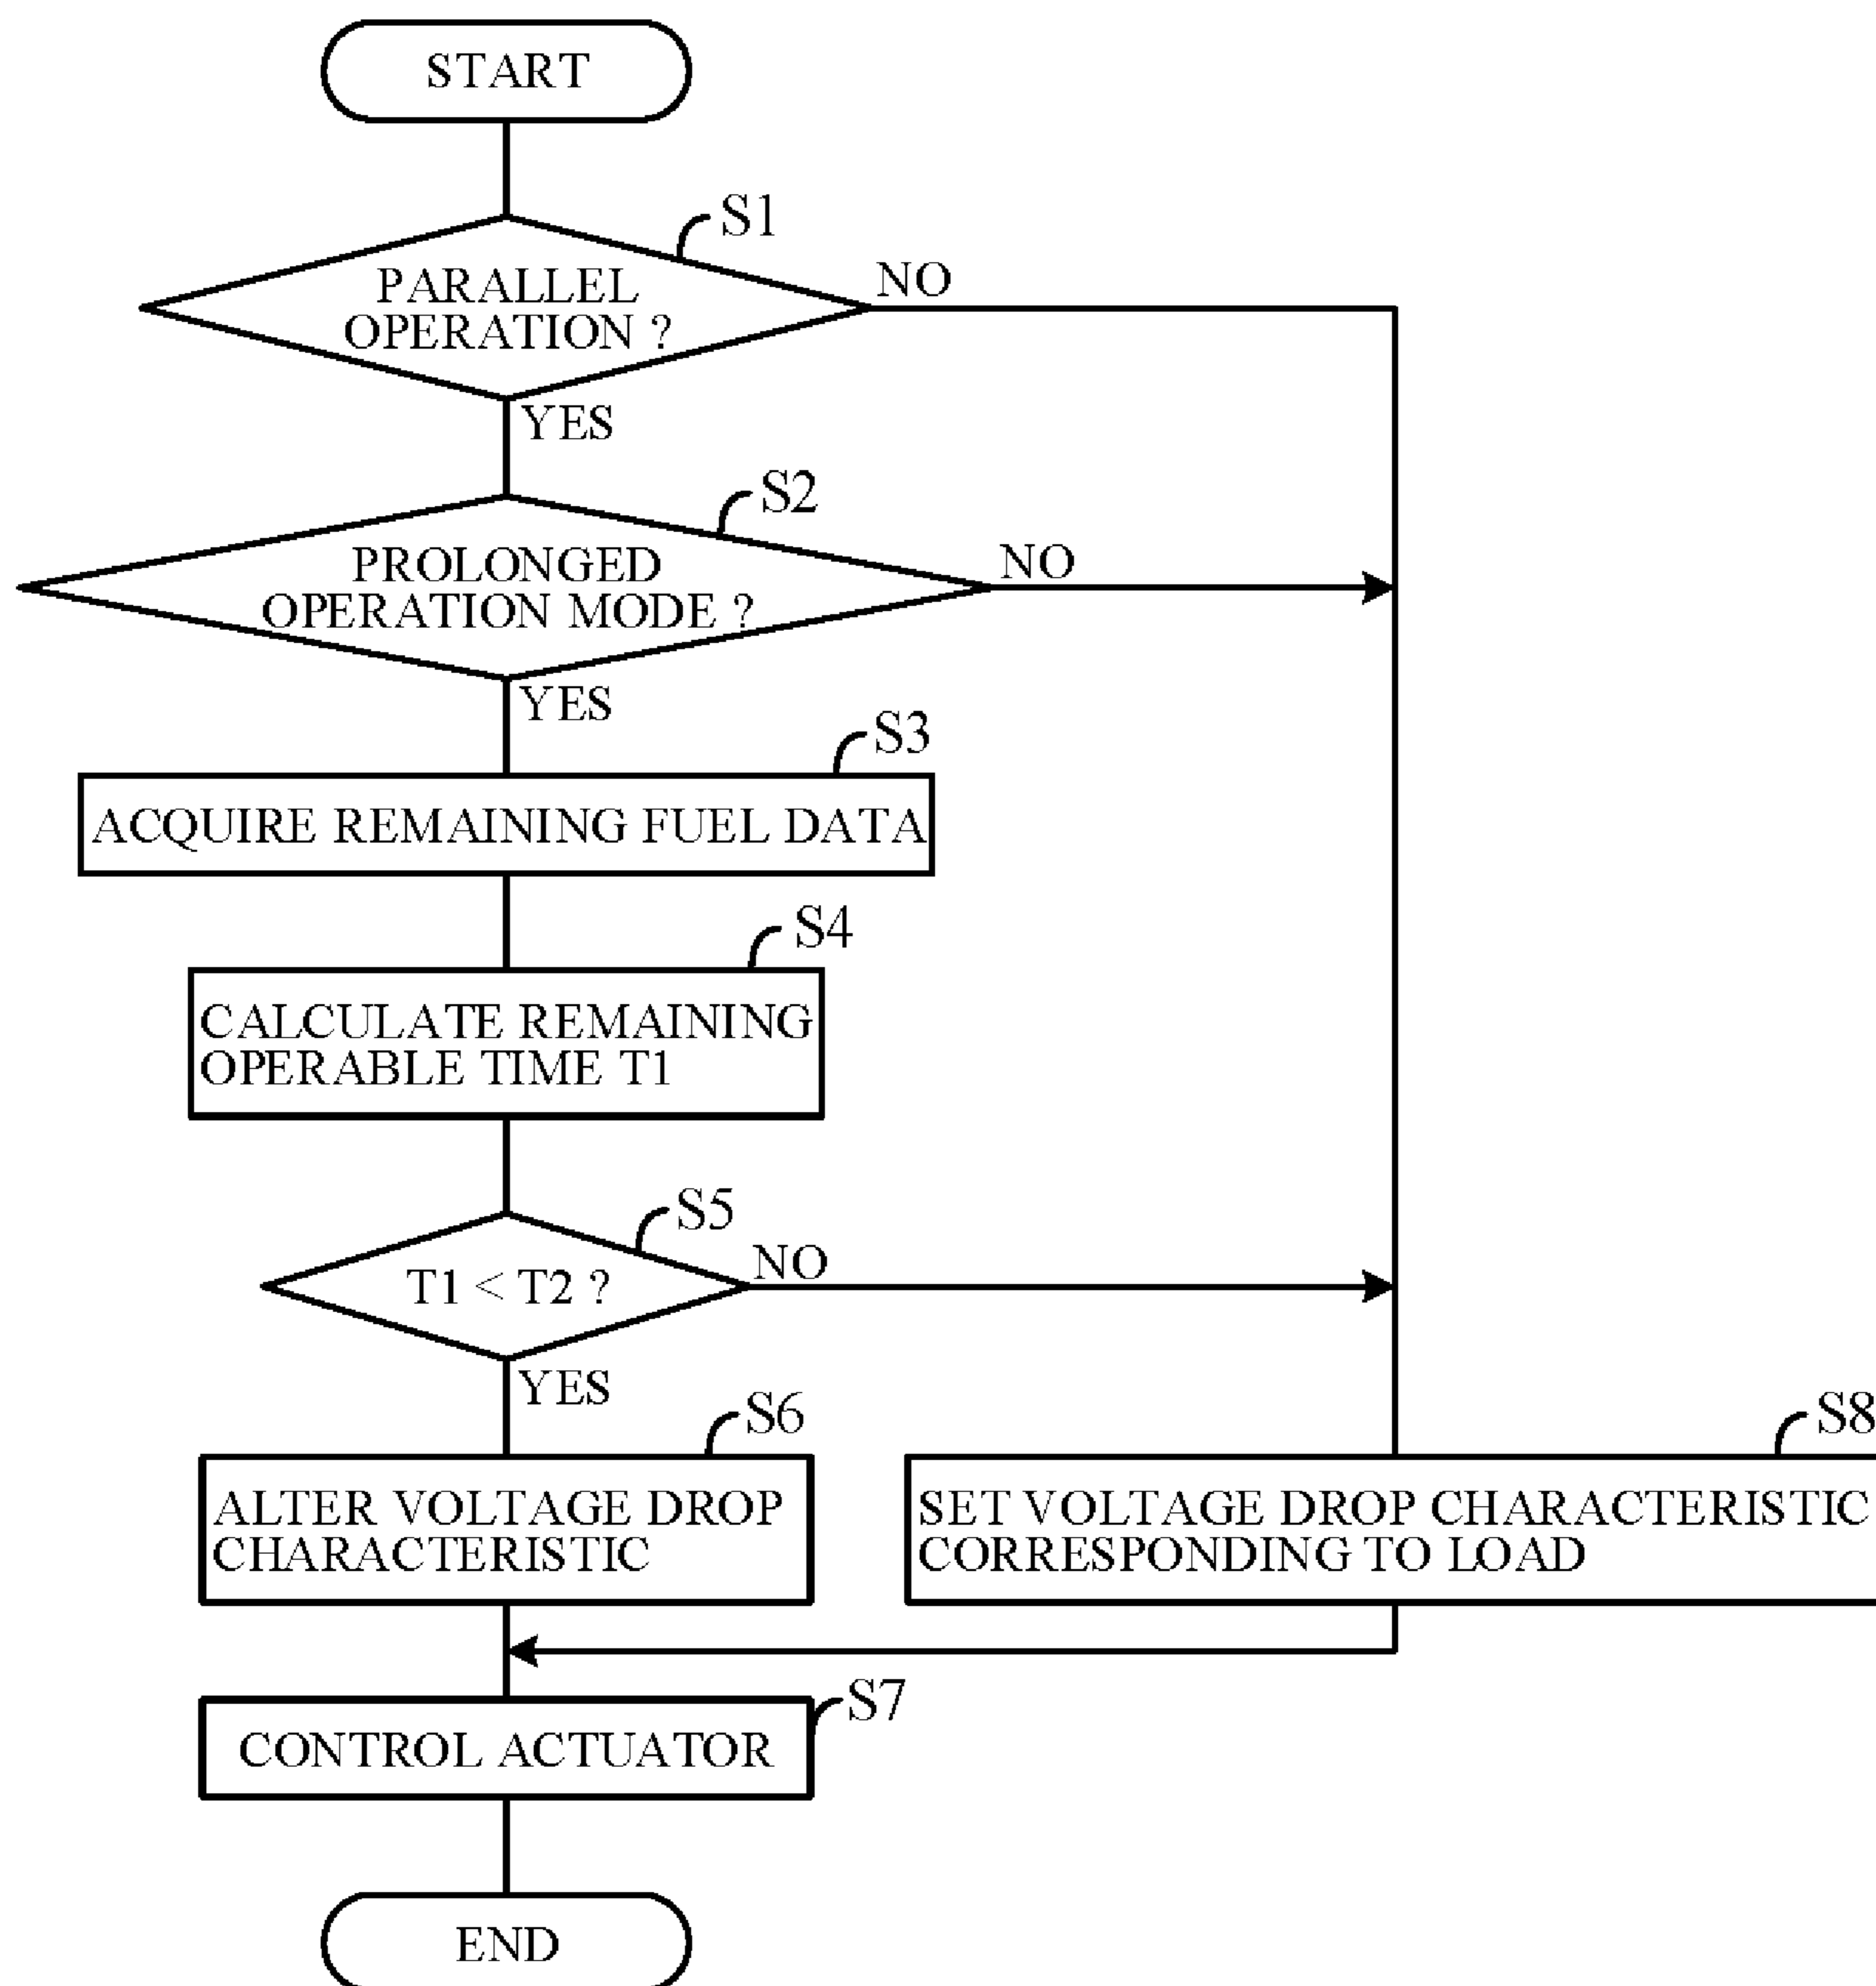 START
S1
PARALLEL
OPERATION ?
NO
YES
S2
PROLONGED
OPERATION MODE ?
NO
YES
S3
ACQUIRE REMAINING FUEL DATA
S4
CALCULATE REMAINING
OPERABLE TIME T1
S5
T1 < T2 ?
NO
YES
S6
ALTER VOLTAGE DROP
CHARACTERISTIC
S8
SET VOLTAGE DROP CHARACTERISTIC
CORRESPONDING TO LOAD
S7
CONTROL ACTUATOR
END